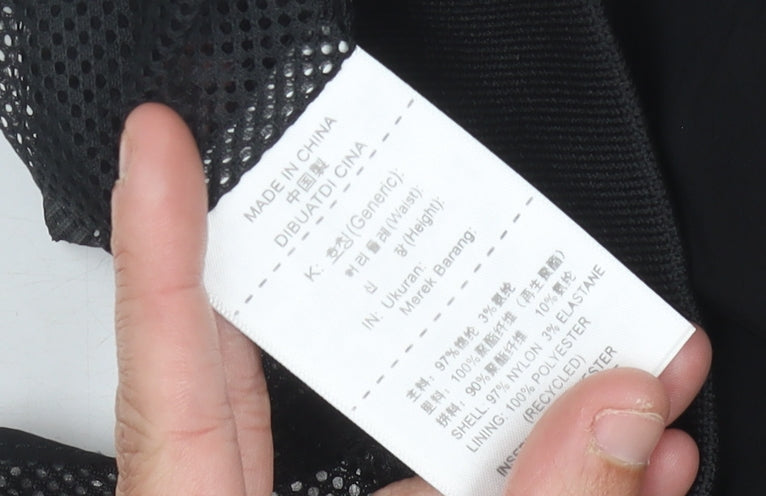 MADE IN CHINA
中国製
DIBUATDI CINA
K: 호칭(Generic):
허리둘레(Waist):
신 장(Height):
IN: Ukuran:
Merek Barang:
主料: 97%锦纶 3%氨纶
里料: 100%聚酯纤维 (再生聚酯)
拼料: 90%聚酯纤维 10%氨纶
SHELL: 97% NYLON 3% ELASTANE
LINING: 100% POLYESTER
(RECYCLED)